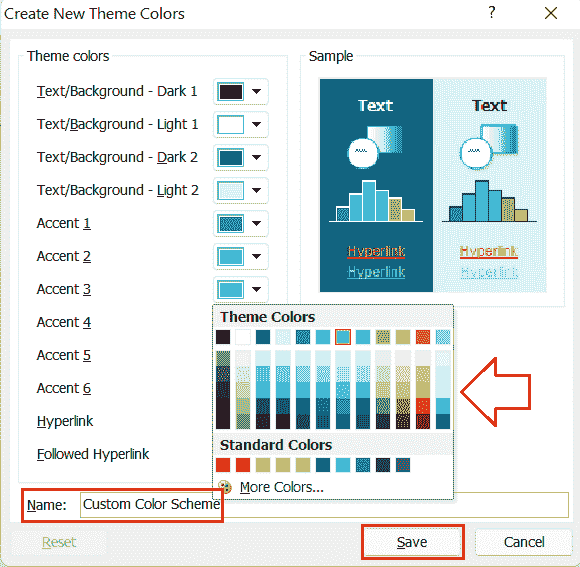 Create New Theme Colors ?
Theme colors
Sample
Text/Background - Dark 1
Text/Background - Light 1
Text/Background - Dark 2
Text/Background - Light 2
Accent 1
Accent 2
Accent 3
Accent 4
Accent 5
Accent 6
Hyperlink
Followed Hyperlink
Text
Hyperlink
Hyperlink
Text
Hyperlink
Hyperlink
Theme Colors
Standard Colors
More Colors...
Name: Custom Color Scheme
Reset Save Cancel